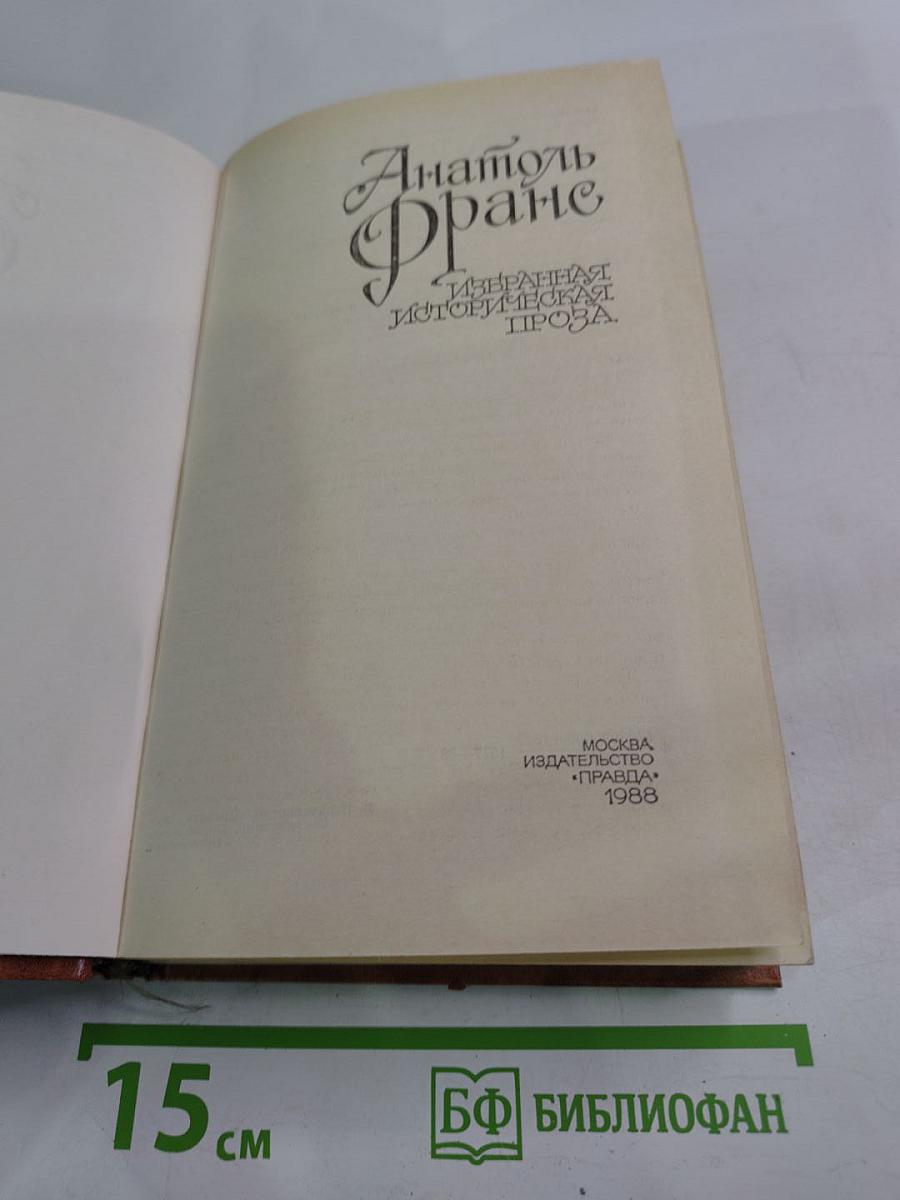 Анатоль
Франс
ИЗБРАННАЯ
ИСТОРИЧЕСКАЯ
ПРОЗА
МОСКВА
ИЗДАТЕЛЬСТВО
«ПРАВДА»
1988
15 см
БФ БИБЛИОФАН